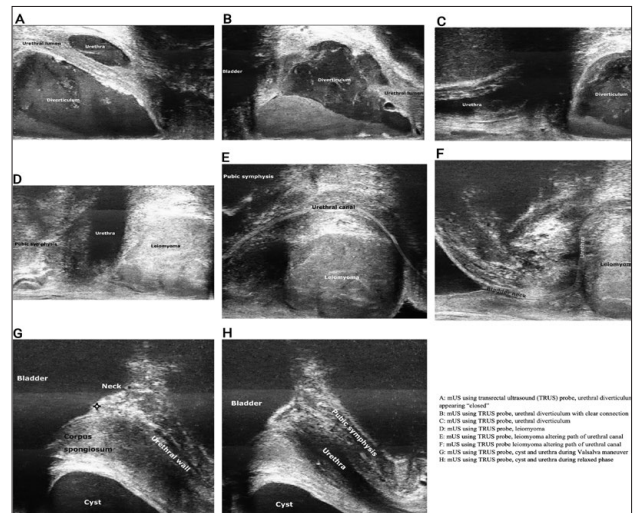 A
Urethral lumen
Urethra
Diverticulum
B
Bladder
Diverticulum
Urethral lumen
C
Urethra
Diverticulum
D
Pubic symphysis
Urethra
Leiomyoma
E
Pubic symphysis
Urethral canal
Leiomyoma
F
Leiomyoma
G
Bladder
Neck
Corpus
spongiosum
Urethral wall
Cyst
H
Bladder
Pubic symphysis
Urethra
Cyst
A: mUS using transrectal ultrasound (TRUS) probe, urethral diverticulum
appearing "closed"
B: mUS using TRUS probe, urethral diverticulum with clear connection
C: mUS using TRUS probe, urethral diverticulum
D: mUS using TRUS probe, leiomyoma
E: mUS using TRUS probe, leiomyoma altering path of urethral canal
F: mUS using TRUS probe leiomyoma altering path of urethral canal
G: mUS using TRUS probe, cyst and urethra during Valsalva maneuver
H: mUS using TRUS probe, cyst and urethra during relaxed phase